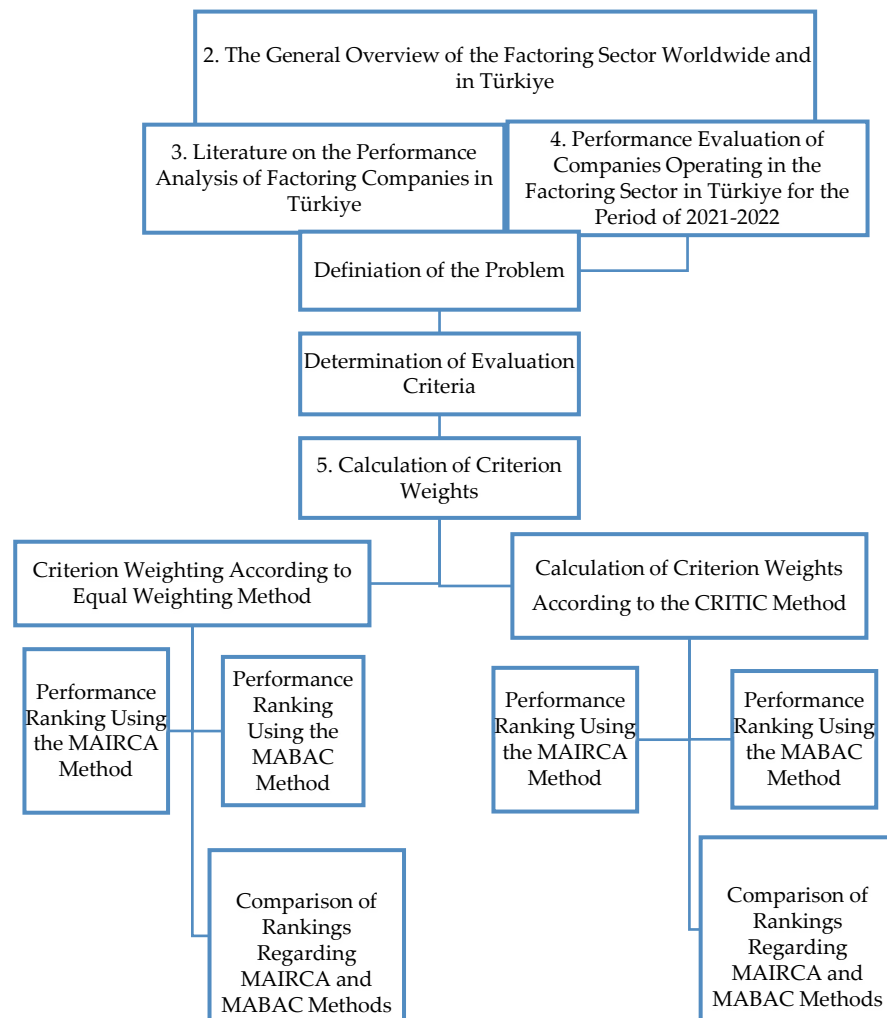 2. The General Overview of the Factoring Sector Worldwide and
in Türkiye
3. Literature on the Performance
Analysis of Factoring Companies in
Türkiye
4. Performance Evaluation of
Companies Operating in the
Factoring Sector in Türkiye for the
Period of 2021-2022
Definiation of the Problem
Determination of Evaluation
Criteria
5. Calculation of Criterion
Weights
Criterion Weighting According to
Equal Weighting Method
Calculation of Criterion Weights
According to the CRITIC Method
Performance
Ranking Using
the MAIRCA
Method
Performance
Ranking
Using the
MABAC
Method
Performance
Ranking Using
the MAIRCA
Method
Performance
Ranking Using
the MABAC
Method
Comparison of
Rankings
Regarding
MAIRCA and
MABAC Methods
Comparison of
Rankings
Regarding
MAIRCA and
MABAC Methods